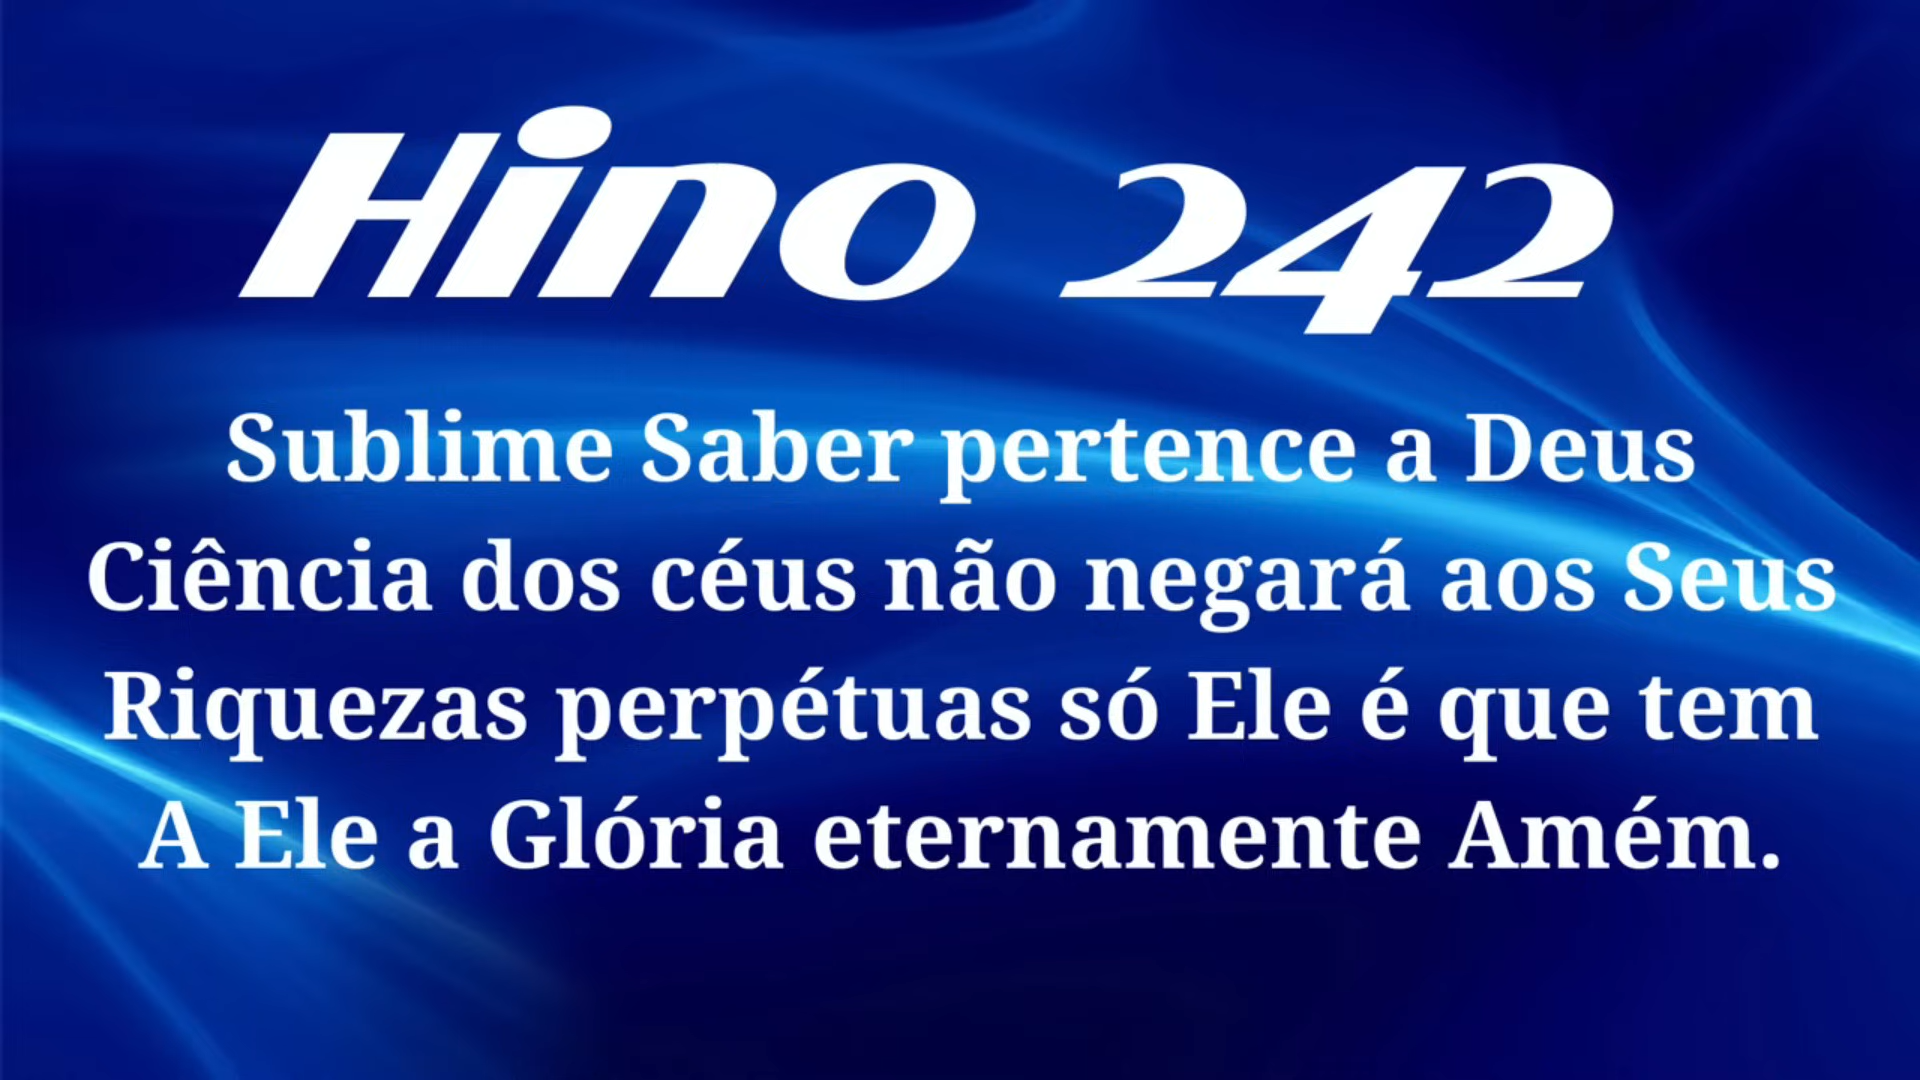 Hino 242
Sublime Saber pertence a Deus
Ciência dos céus não negará aos Seus
Riquezas perpétuas só Ele é que tem
A Ele a Glória eternamente Amém.